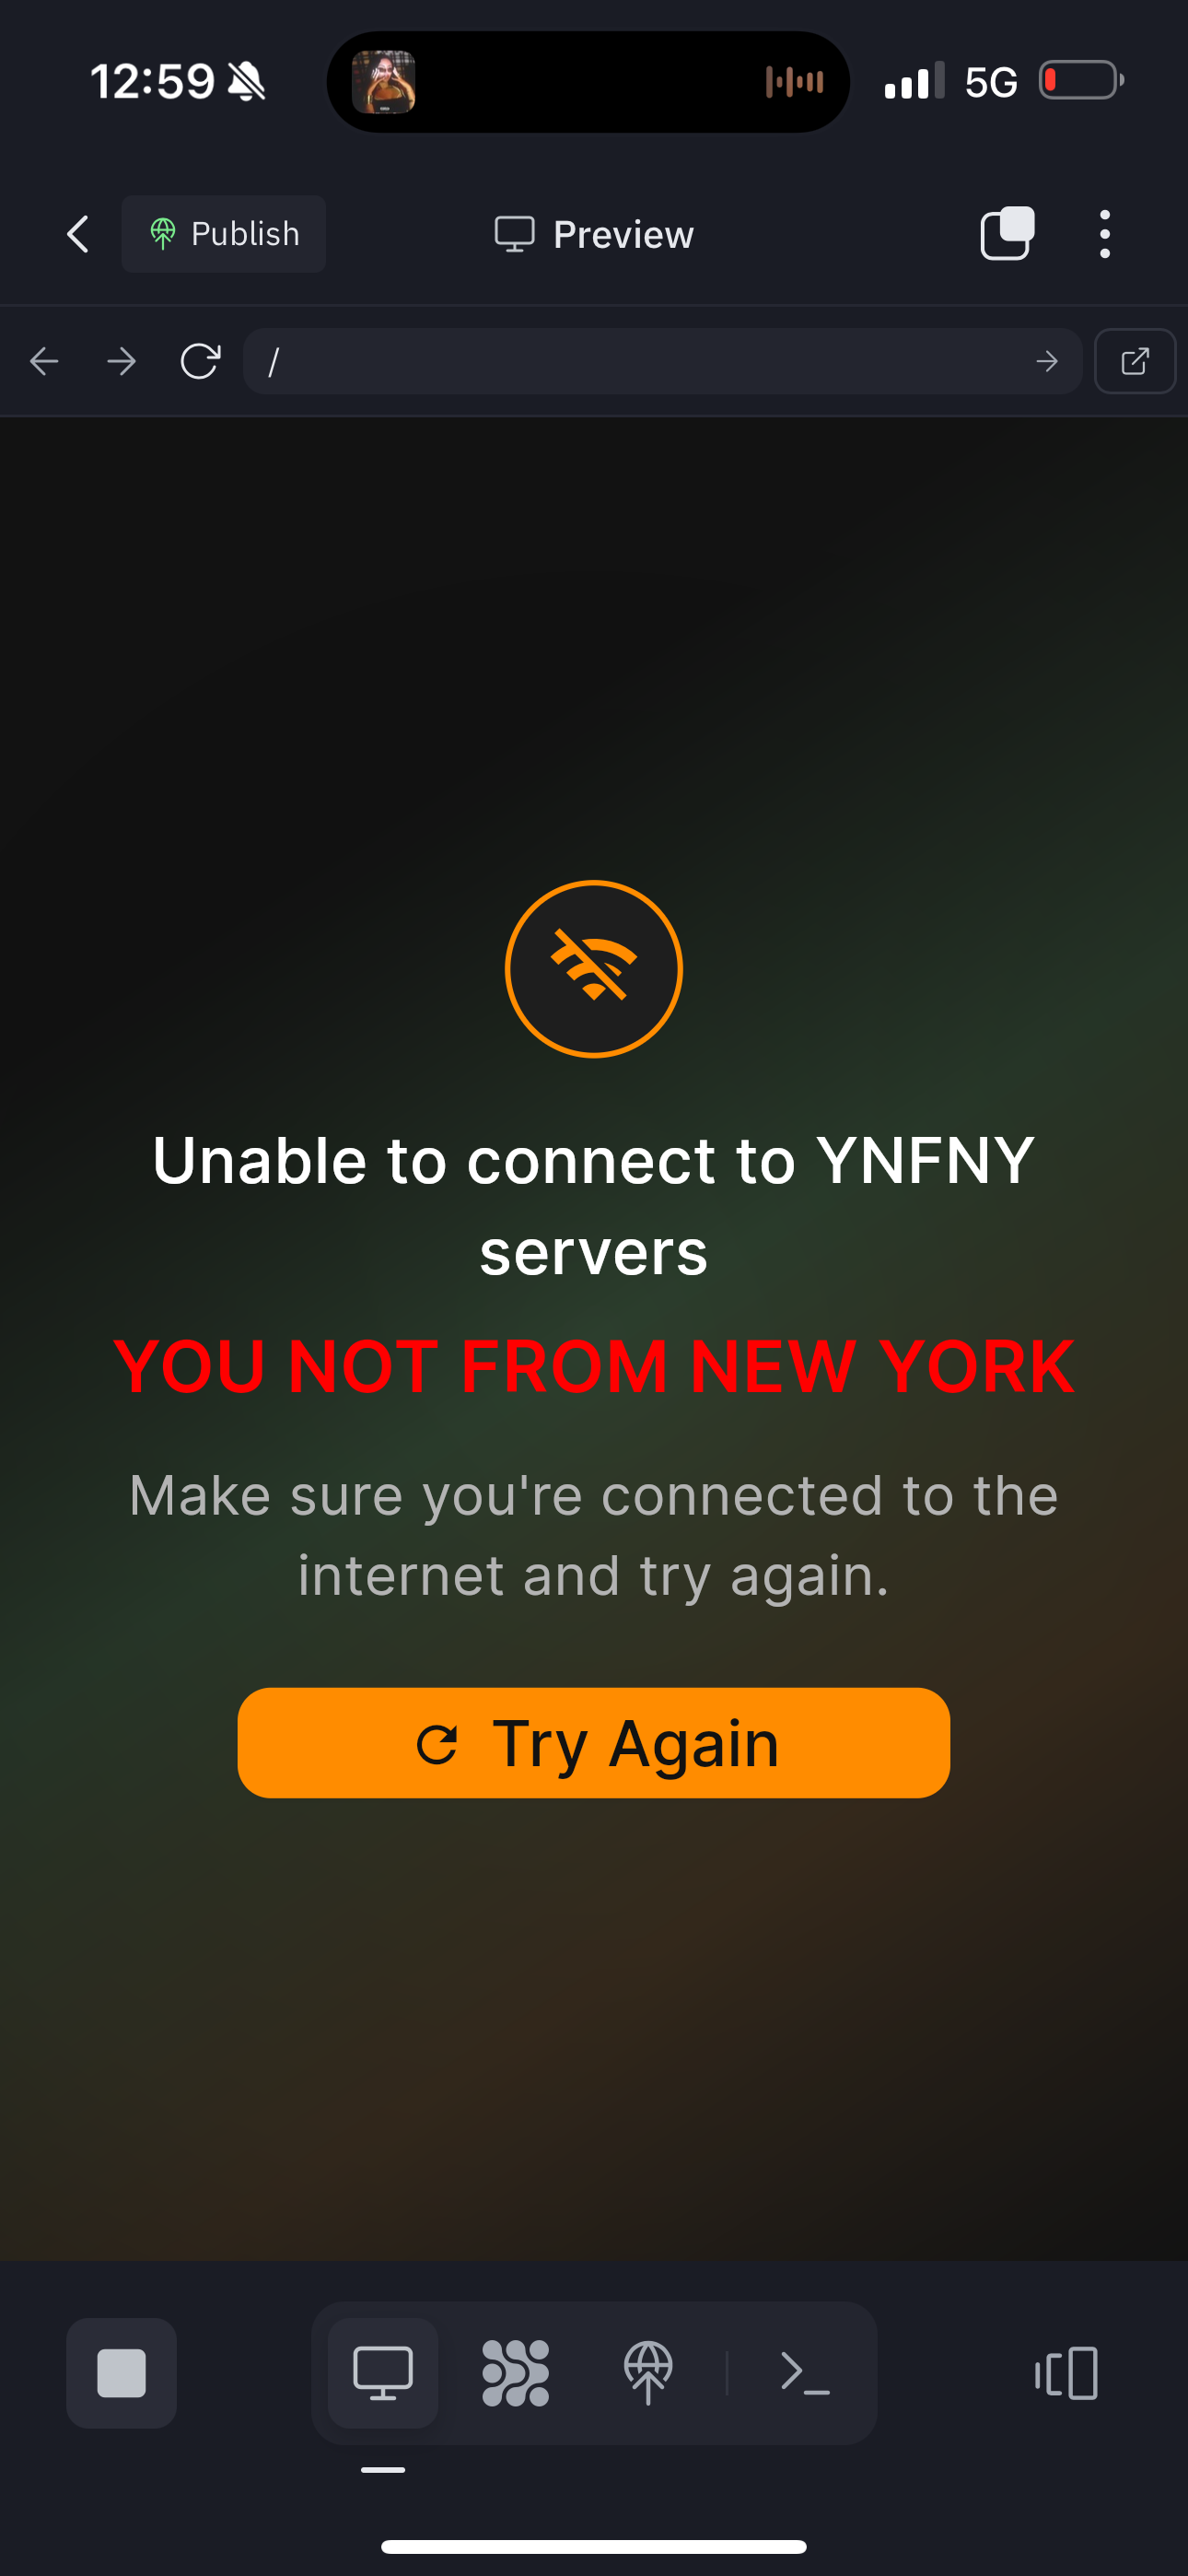 12:59
5G
Publish
Preview
/
Unable to connect to YNFNY
servers
YOU NOT FROM NEW YORK
Make sure you're connected to the
internet and try again.
Try Again